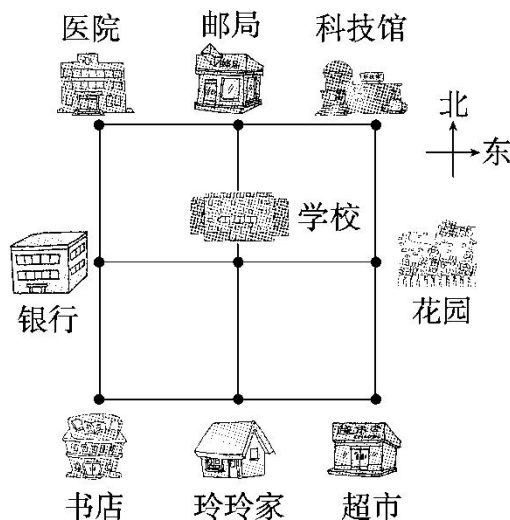 医院 邮局 科技馆
北
东
学校
银行 花园
书店 玲玲家 超市